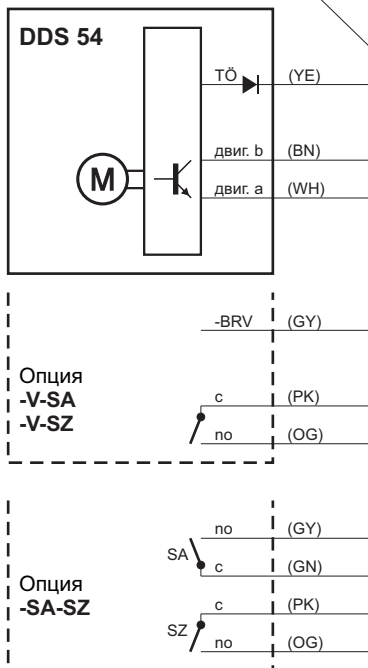 DDS 54
TÖ (YE)
двиг. b (BN)
M
двиг. a (WH)
-BRV (GY)
Опция
-V-SA
-V-SZ
c (PK)
no (OG)
no (GY)
SA
c (GN)
Опция
-SA-SZ
c (PK)
SZ
no (OG)